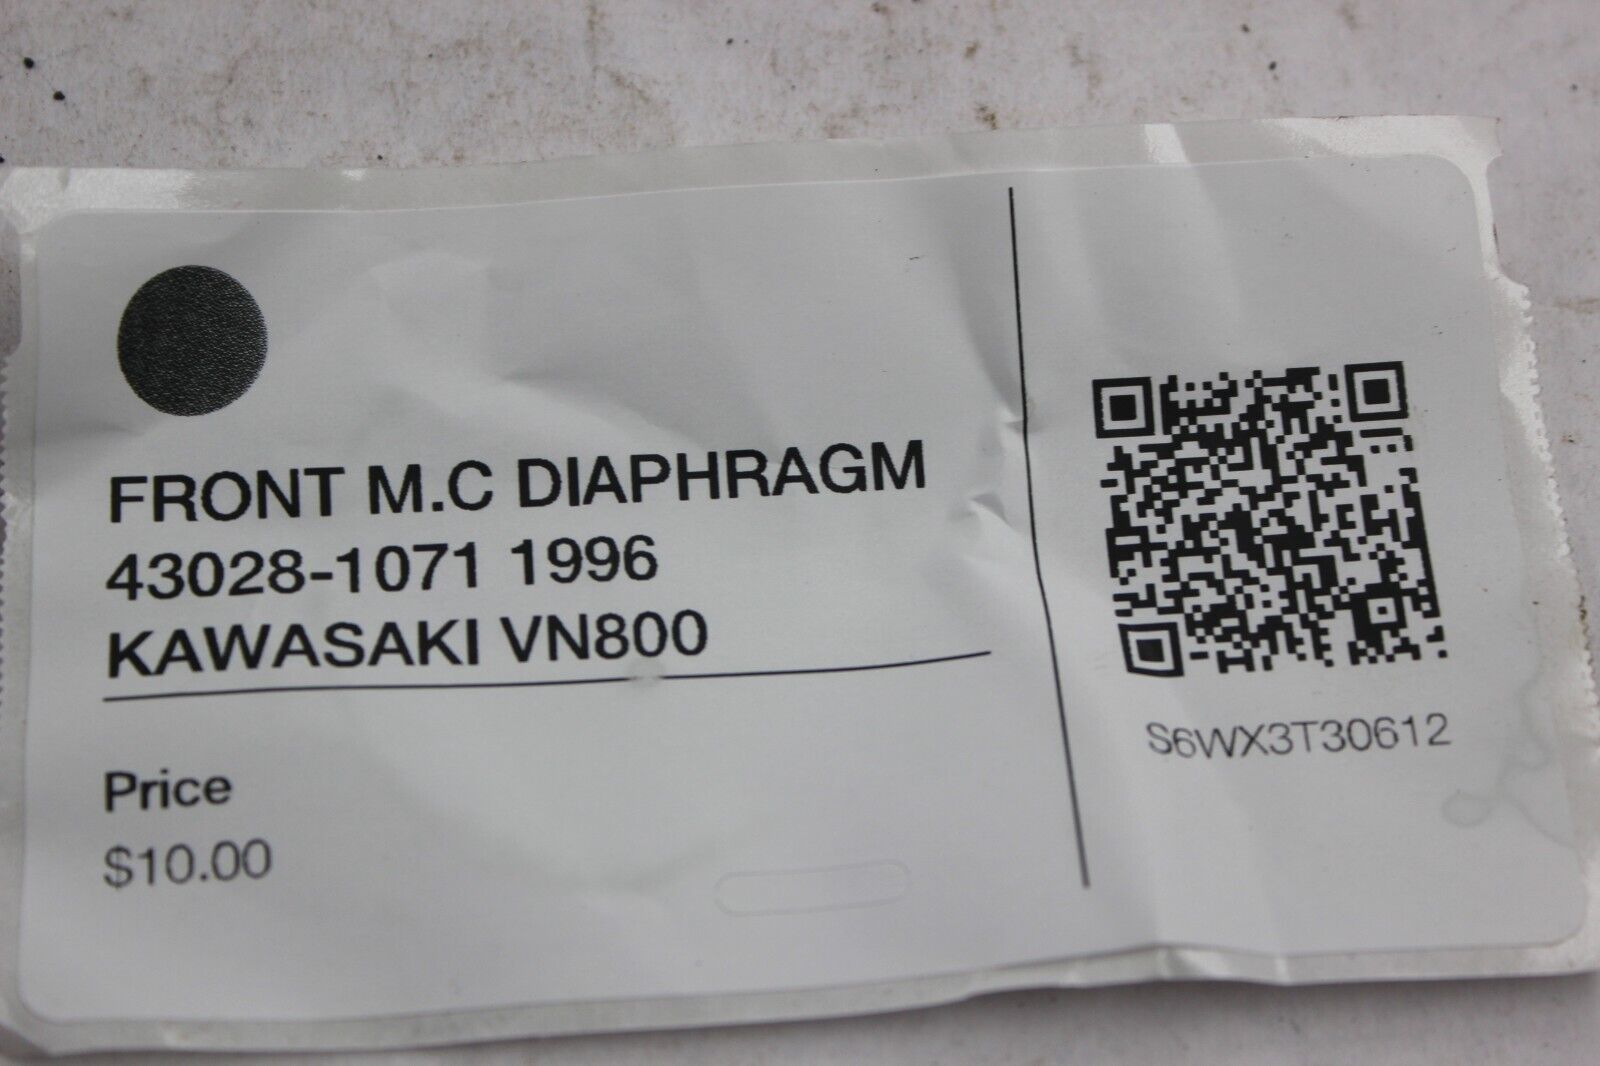 FRONT M.C DIAPHRAGM
43028-1071 1996
KAWASAKI VN800
Price
$10.00
S6WX3T30612